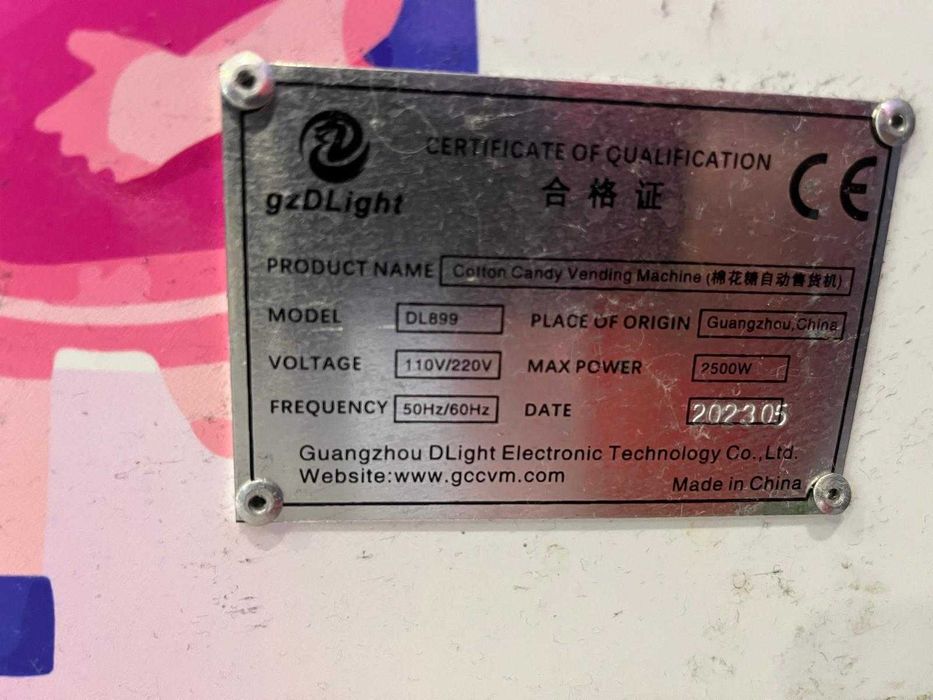 gzDLight
CERTIFICATE OF QUALIFICATION
合格证
CE
PRODUCT NAME Cotton Candy Vending Machine (棉花糖自动售货机)
MODEL DL899 PLACE OF ORIGIN Guangzhou,China
VOLTAGE 110V/220V MAX POWER 2500W
FREQUENCY 50Hz/60Hz DATE 202305
Guangzhou DLight Electronic Technology Co.,Ltd.
Website:www.gccvm.com
Made in China